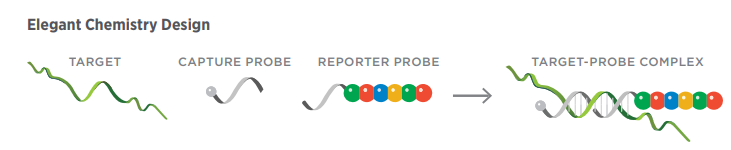 Elegant Chemistry Design
TARGET
CAPTURE PROBE
REPORTER PROBE
TARGET-PROBE COMPLEX